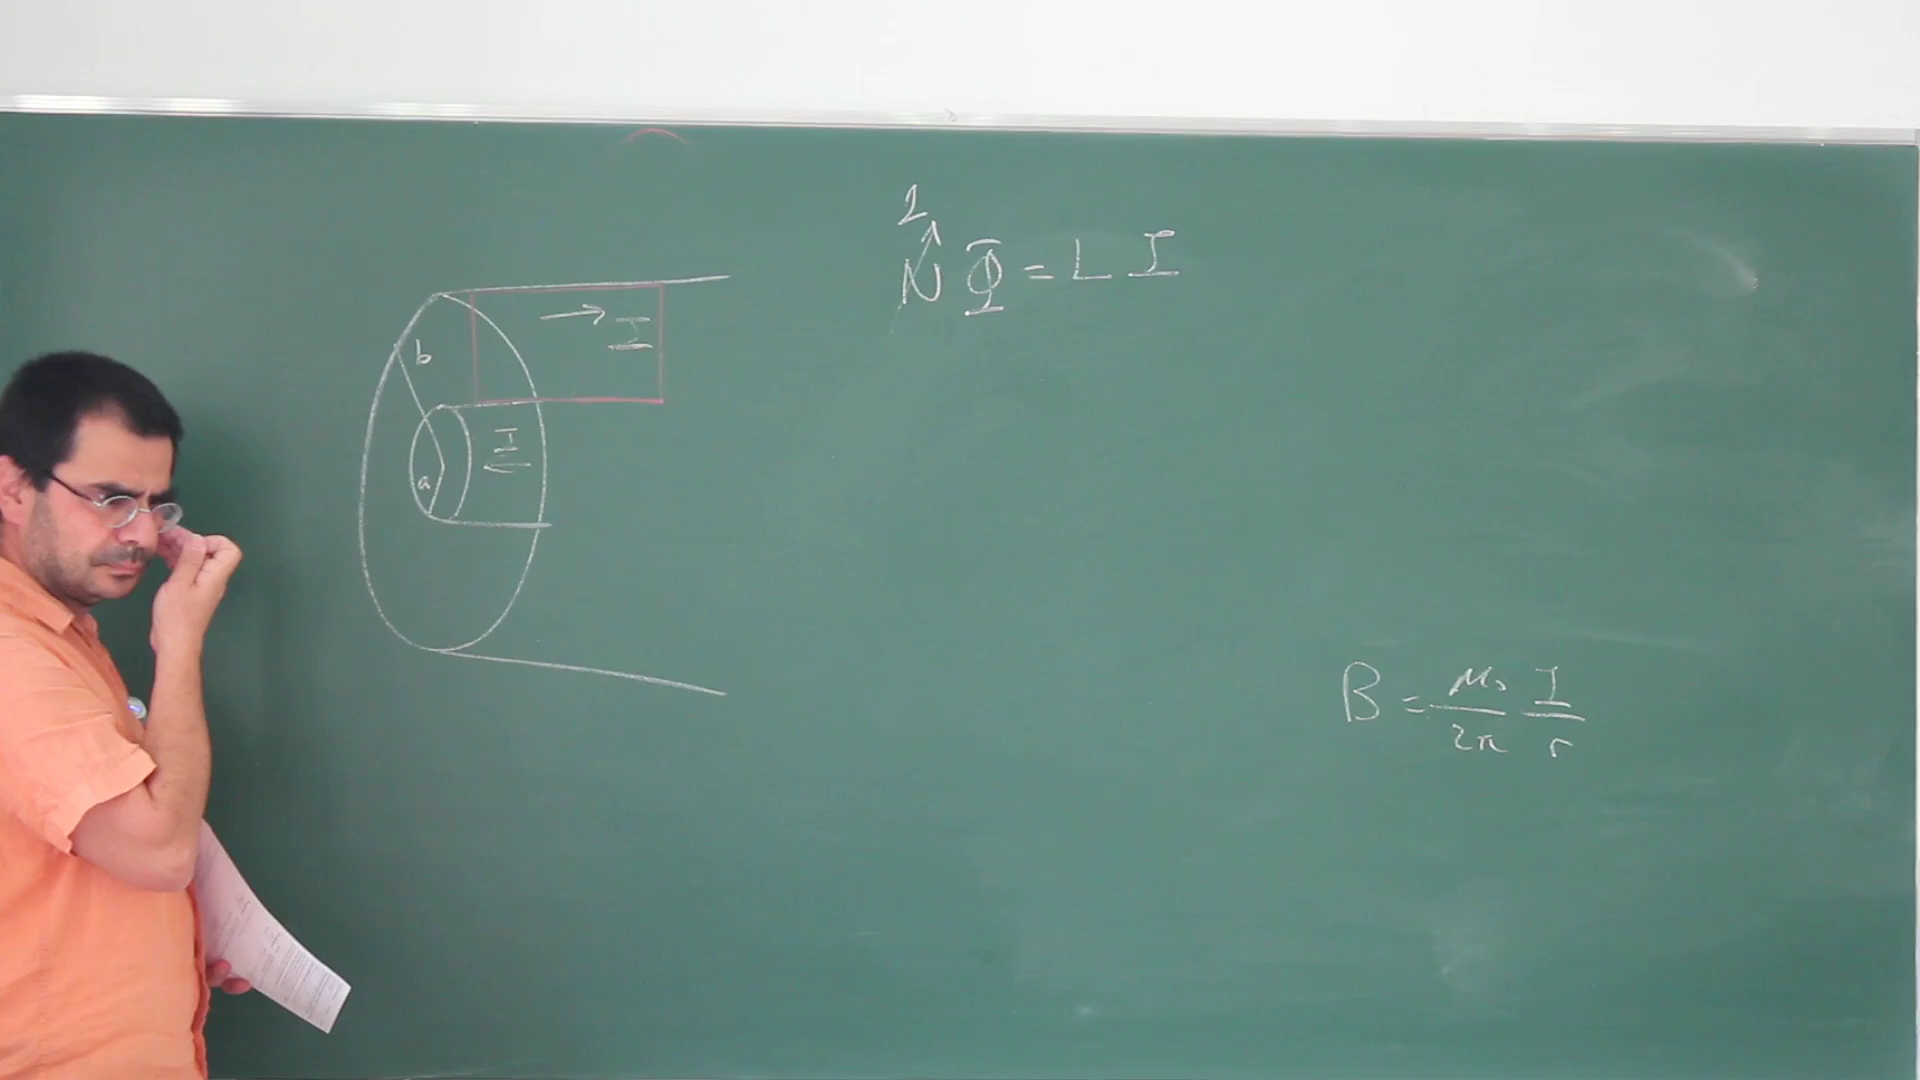 1
N Φ = L I
→ I
b
I
←
a
B = μ₀/2π I/r